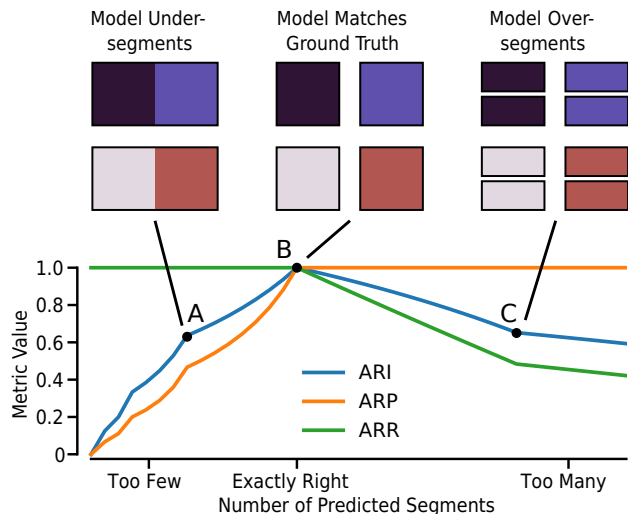 Model Under-
segments
Model Matches
Ground Truth
Model Over-
segments
B
A
C
1.0
0.8
0.6
0.4
0.2
0
Metric Value
ARI
ARP
ARR
Too Few
Exactly Right
Too Many
Number of Predicted Segments